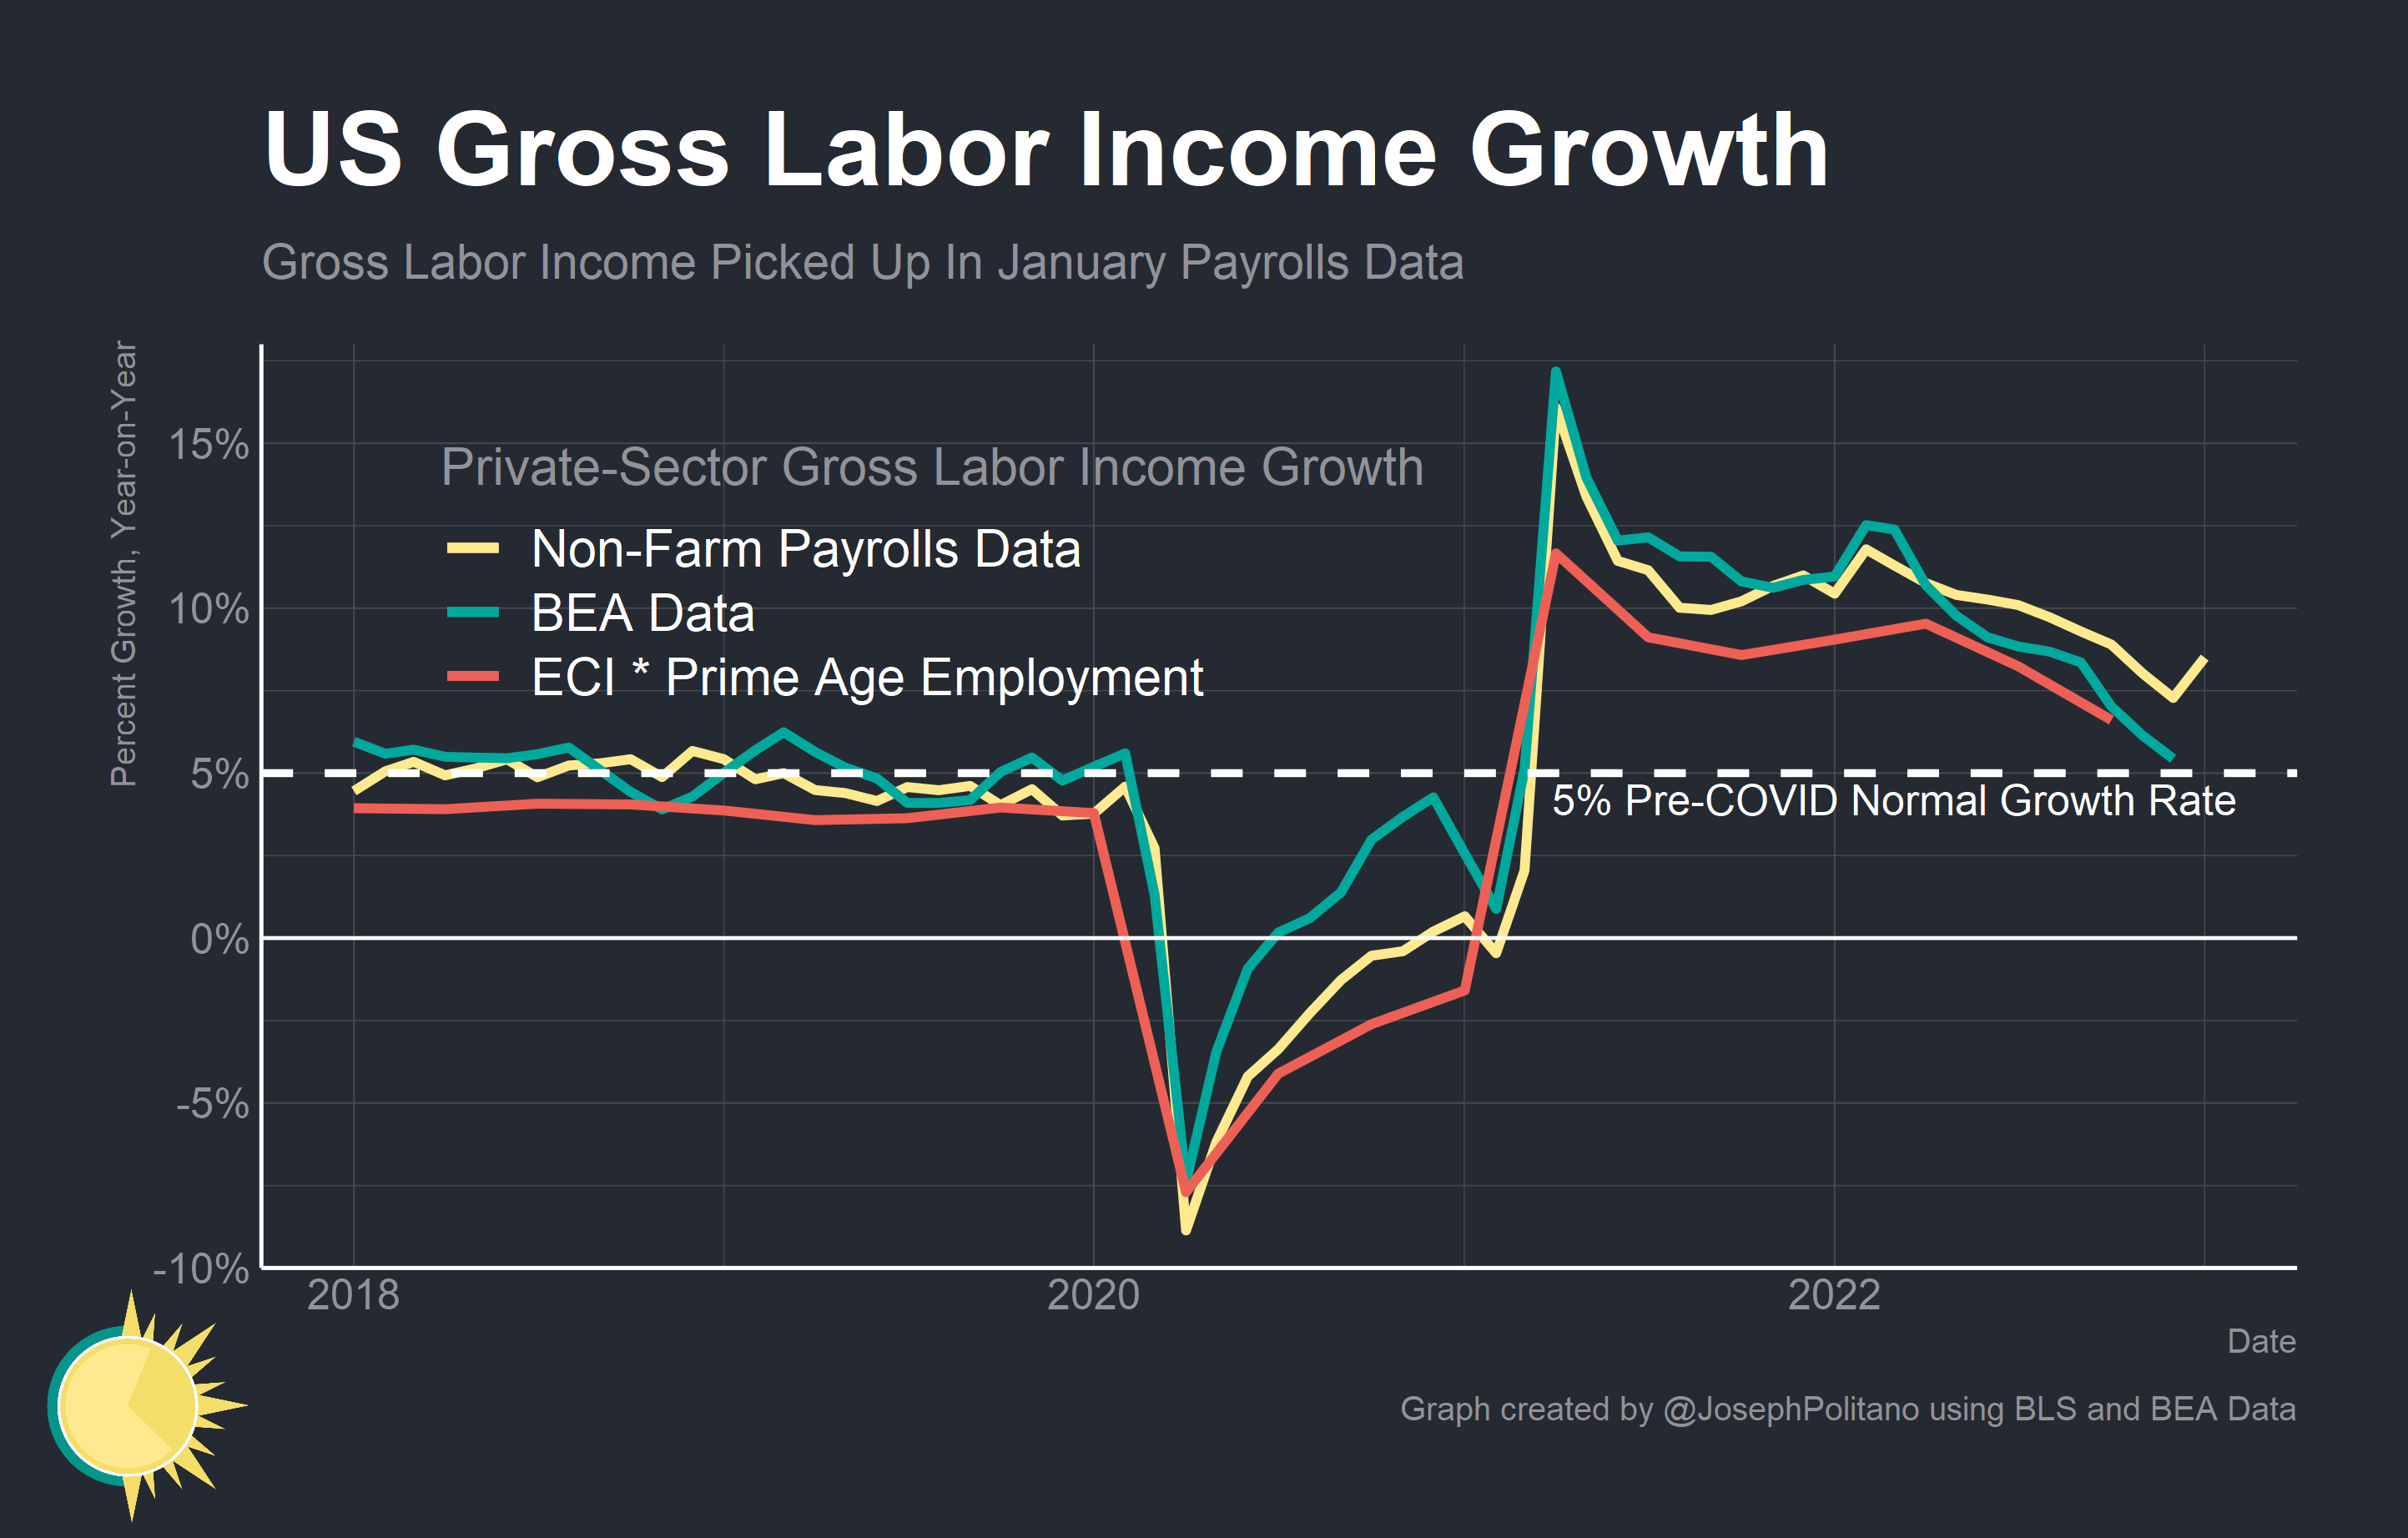 US Gross Labor Income Growth
Gross Labor Income Picked Up In January Payrolls Data
Percent Growth, Year-on-Year
15%
10%
5%
0%
-5%
-10%
Private-Sector Gross Labor Income Growth
Non-Farm Payrolls Data
BEA Data
ECI * Prime Age Employment
5% Pre-COVID Normal Growth Rate
2018
2020
2022
Date
Graph created by @JosephPolitano using BLS and BEA Data